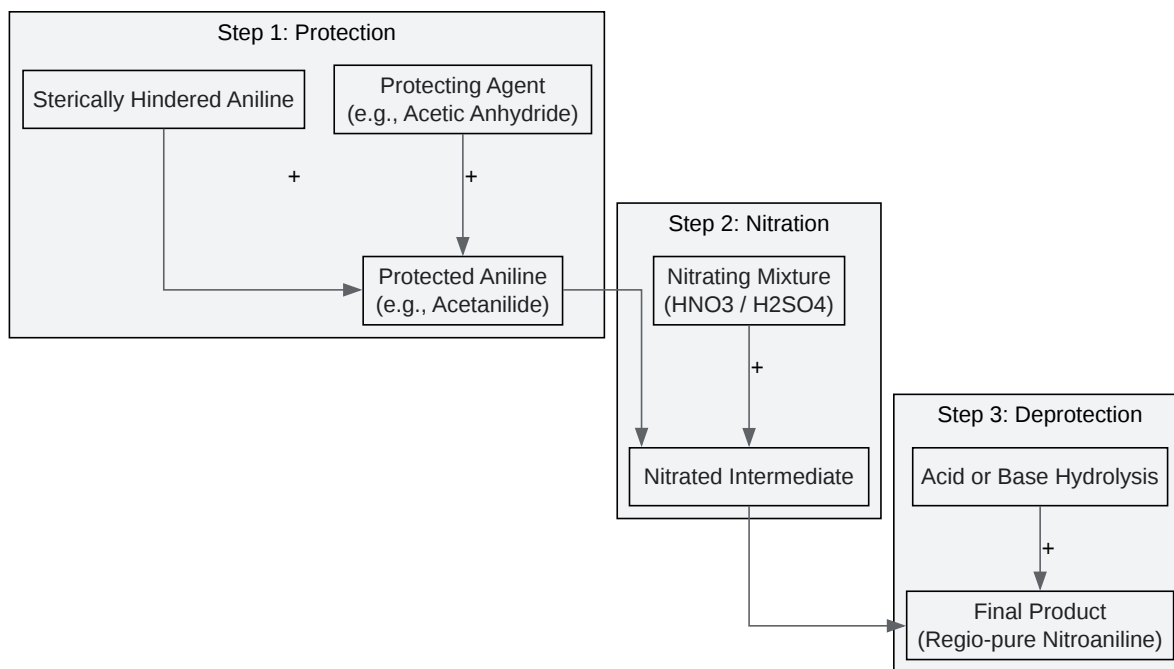 Step 1: Protection
Sterically Hindered Aniline
Protecting Agent
(e.g., Acetic Anhydride)
+
+
Protected Aniline
(e.g., Acetanilide)
Step 2: Nitration
Nitrating Mixture
(HNO3 / H2SO4)
+
Nitrated Intermediate
Step 3: Deprotection
Acid or Base Hydrolysis
+
Final Product
(Regio-pure Nitroaniline)